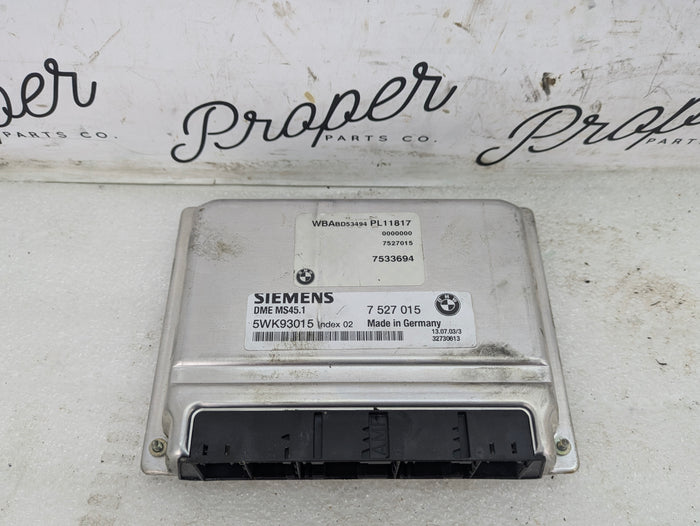 Proper
PARTS CO.
Proper
PARTS CO.
Proper
PARTS
WBABD53494 PL11817
0000000
7527015
7533694
SIEMENS
DME MS45.1
7 527 015
5WK93015 Index 02
Made in Germany
13.07.03/3
32730613